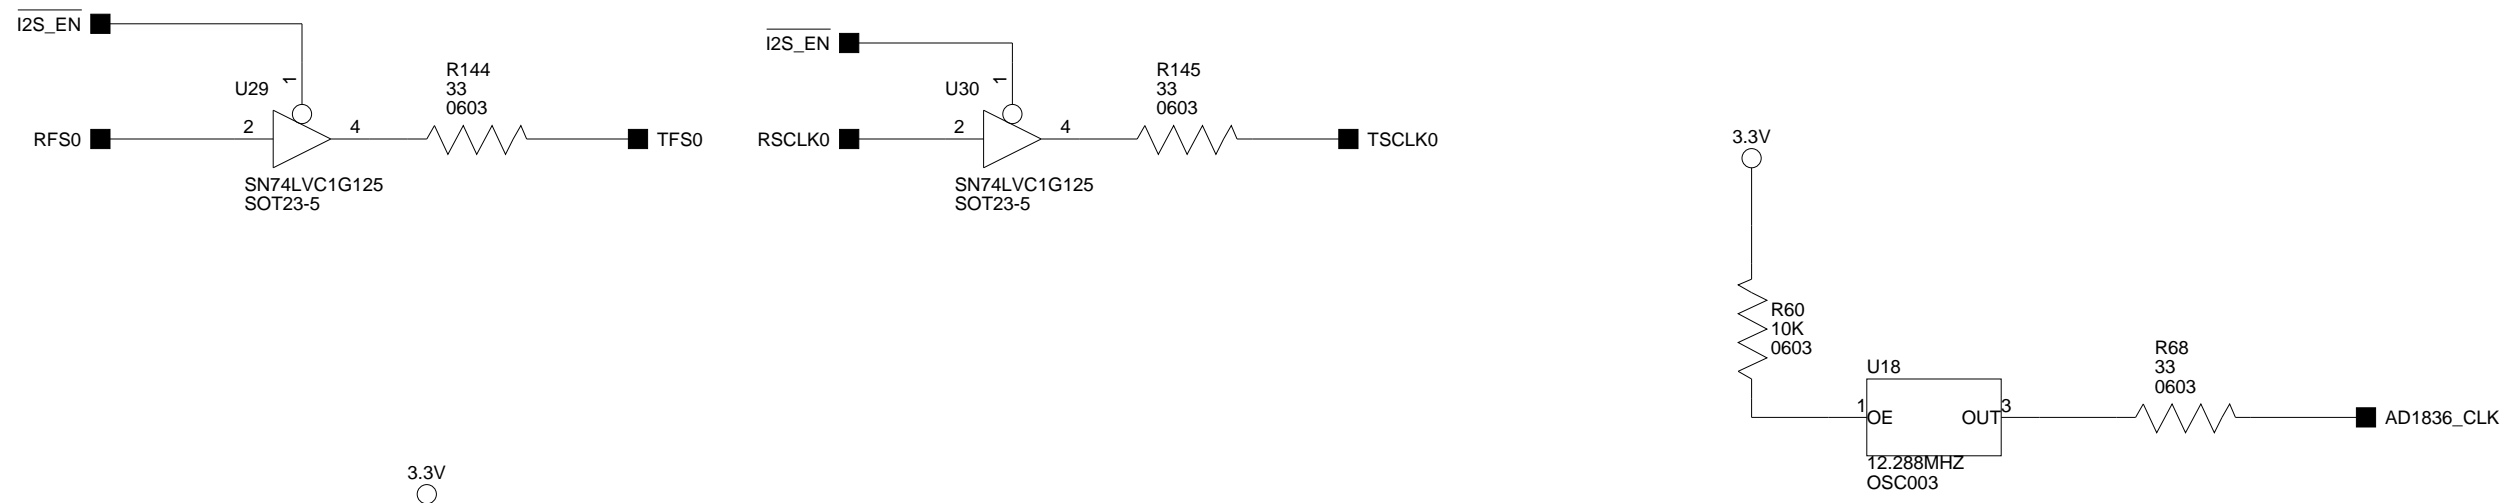 I2S_EN
U29
1
R144
33
0603
RFS0
2
4
TFS0
SN74LVC1G125
SOT23-5
I2S_EN
U30
1
R145
33
0603
RSCLK0
2
4
TSCLK0
SN74LVC1G125
SOT23-5
3.3V
R60
10K
0603
U18
1
OE
OUT
3
12.288MHZ
OSC003
R68
33
0603
AD1836_CLK
3.3V